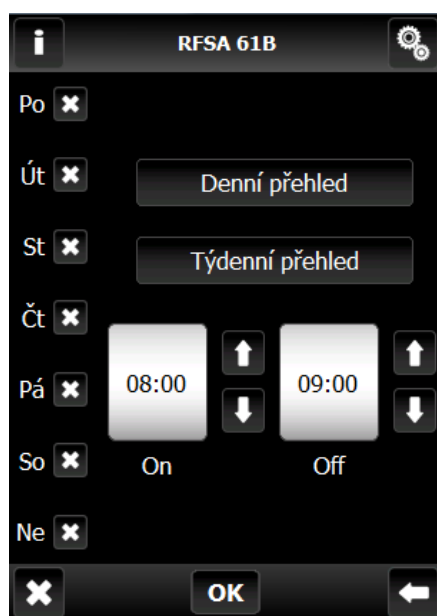 RFSA 61B
Po
Út
Denní přehled
St
Týdenní přehled
Čt
Pá
08:00
09:00
So
On
Off
Ne
OK